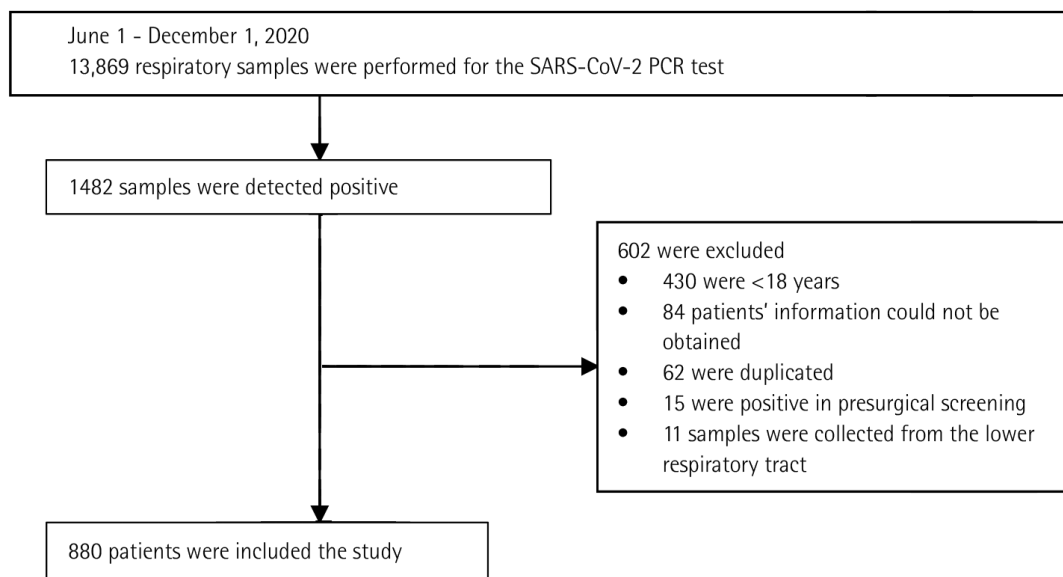 June 1 - December 1, 2020
13,869 respiratory samples were performed for the SARS-CoV-2 PCR test
1482 samples were detected positive
602 were excluded
• 430 were <18 years
• 84 patients’ information could not be
obtained
• 62 were duplicated
• 15 were positive in presurgical screening
• 11 samples were collected from the lower
respiratory tract
880 patients were included the study